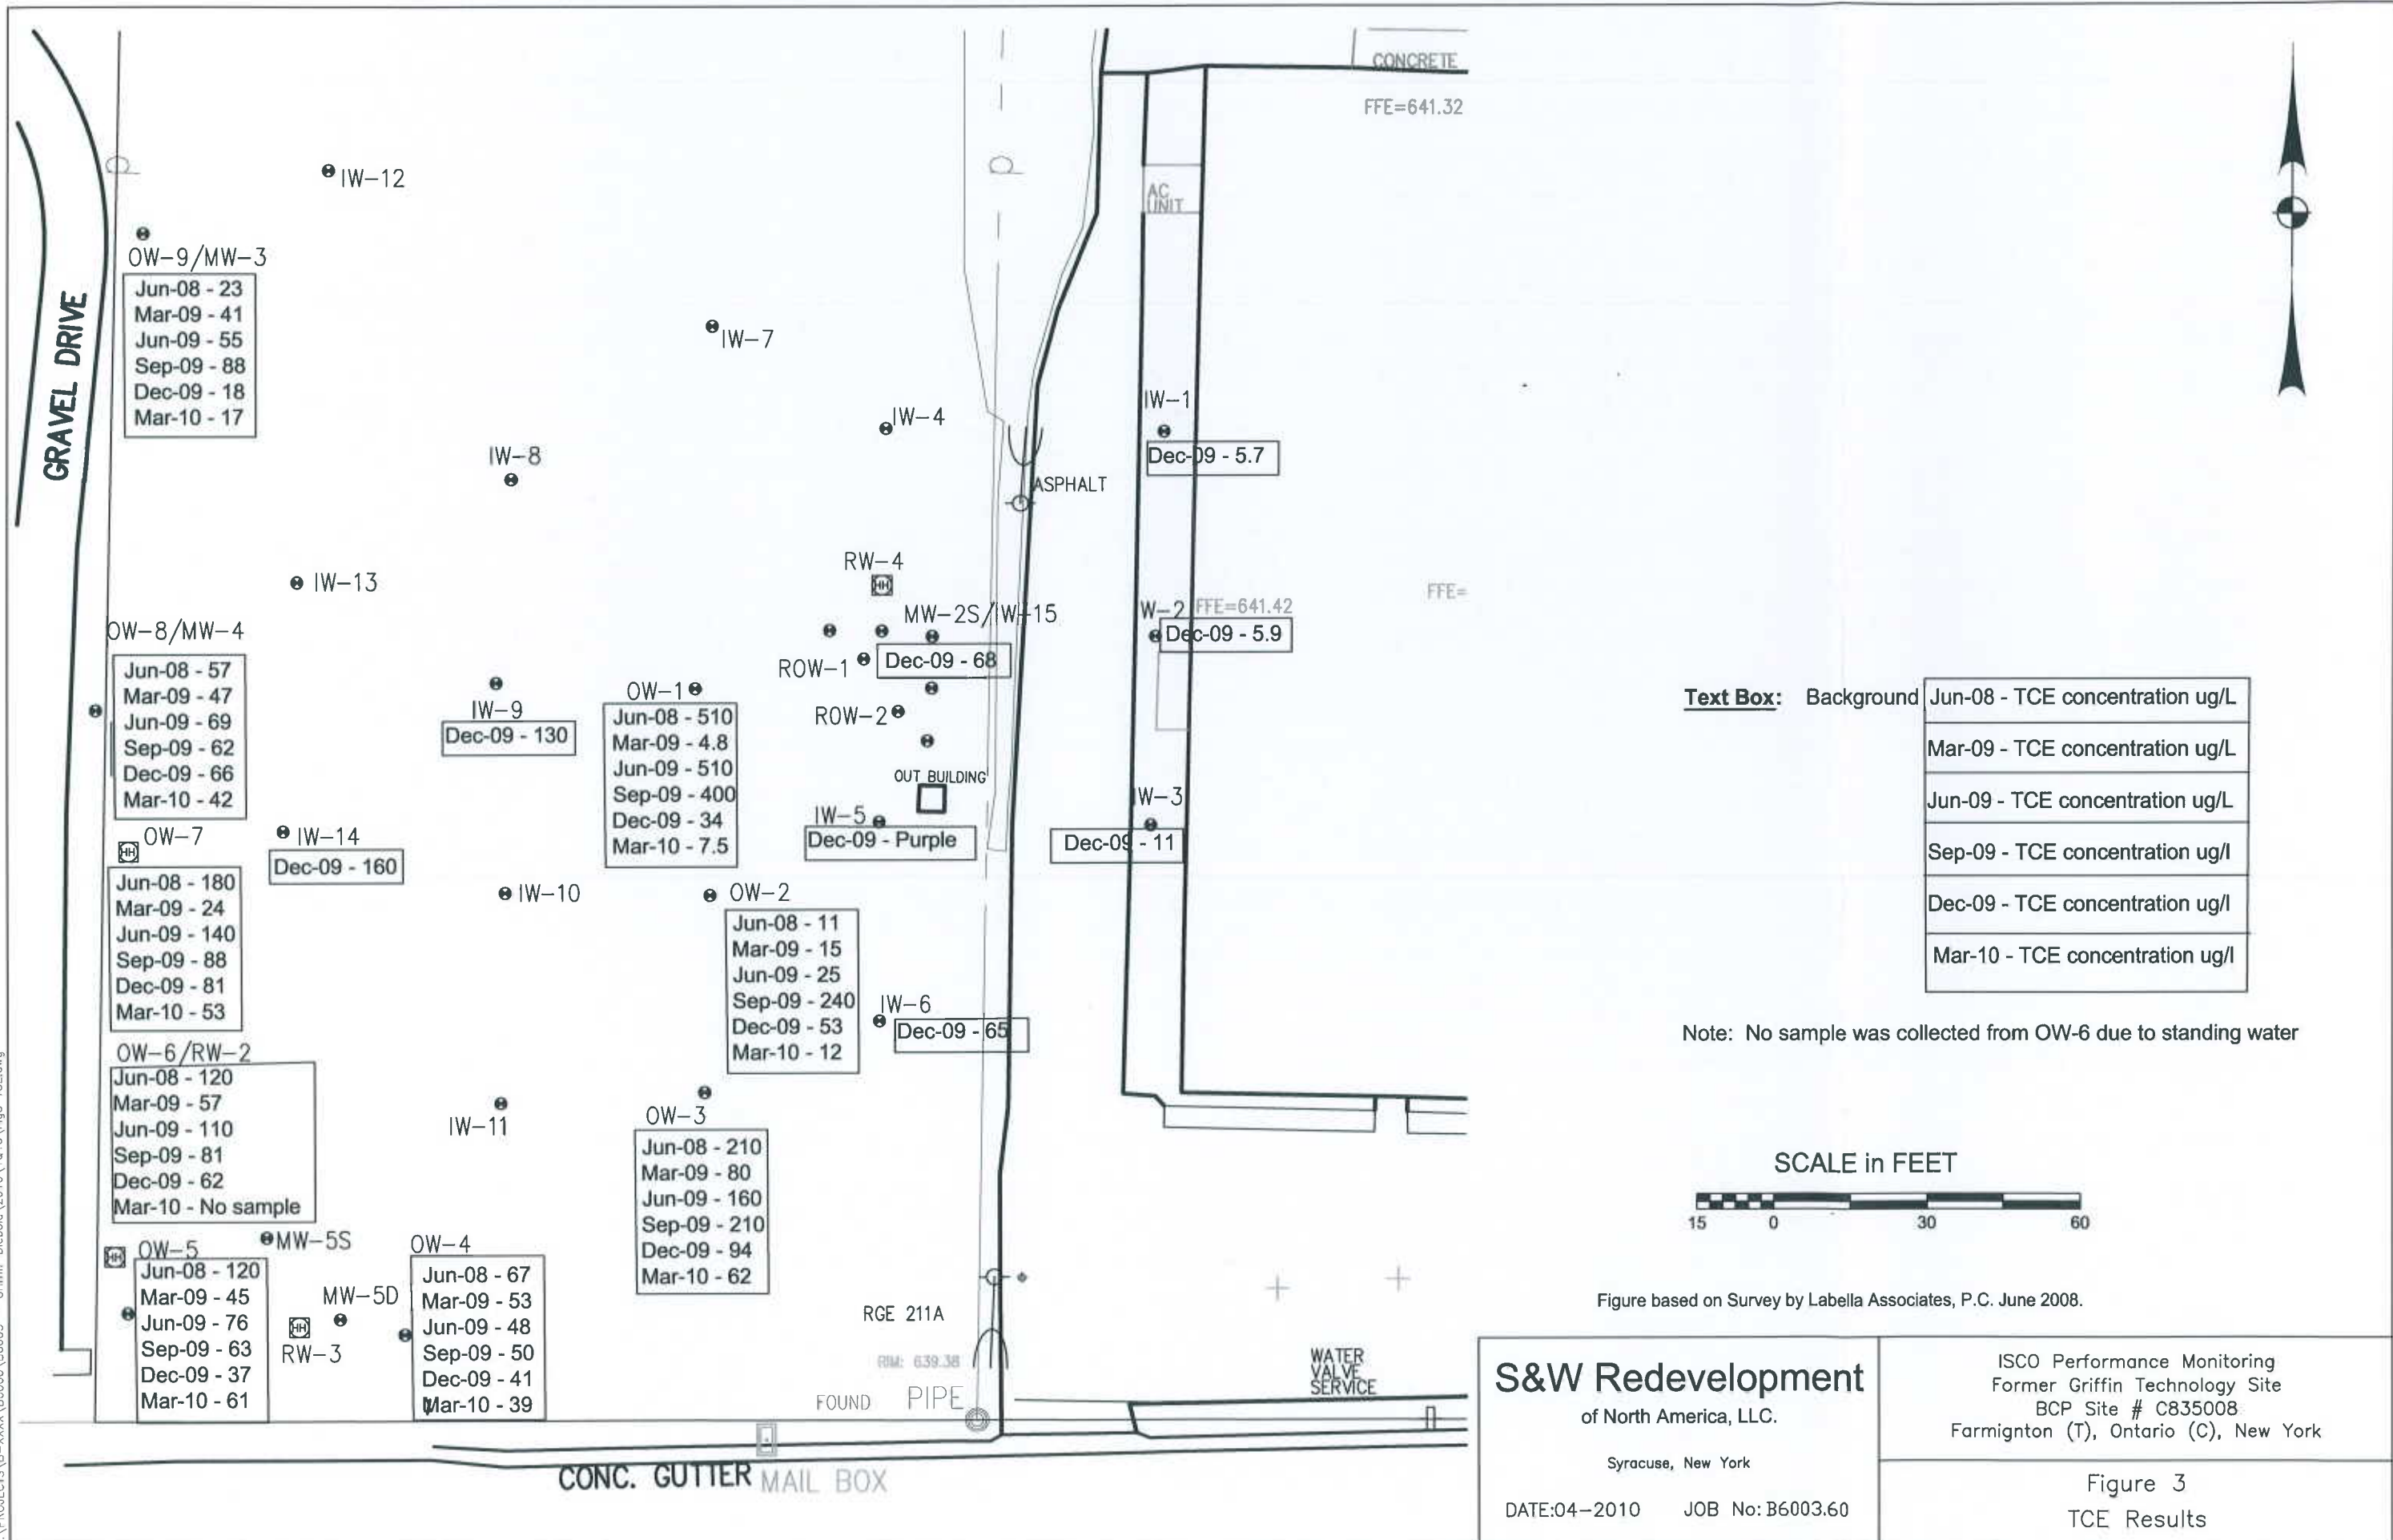 CONCRETE
FFE=641.32
AC
UNIT
IW-12
OW-9/MW-3
Jun-08 - 23
Mar-09 - 41
Jun-09 - 55
Sep-09 - 88
Dec-09 - 18
Mar-10 - 17
GRAVEL DRIVE
IW-7
IW-4
IW-1
Dec-09 - 5.7
IW-8
ASPHALT
IW-13
RW-4
MW-2S/IW-15
ROW-1
Dec-09 - 68
W-2
FFE=641.42
FFE=
Dec-09 - 5.9
OW-8/MW-4
Jun-08 - 57
Mar-09 - 47
Jun-09 - 69
Sep-09 - 62
Dec-09 - 66
Mar-10 - 42
IW-9
Dec-09 - 130
OW-1
Jun-08 - 510
Mar-09 - 4.8
Jun-09 - 510
Sep-09 - 400
Dec-09 - 34
Mar-10 - 7.5
ROW-2
OUT BUILDING
IW-5
Dec-09 - Purple
IW-3
Dec-09 - 11
Text Box: Background
Jun-08 - TCE concentration ug/L
Mar-09 - TCE concentration ug/L
Jun-09 - TCE concentration ug/L
Sep-09 - TCE concentration ug/l
Dec-09 - TCE concentration ug/l
Mar-10 - TCE concentration ug/l
OW-7
HH
Jun-08 - 180
Mar-09 - 24
Jun-09 - 140
Sep-09 - 88
Dec-09 - 81
Mar-10 - 53
IW-14
Dec-09 - 160
IW-10
OW-2
Jun-08 - 11
Mar-09 - 15
Jun-09 - 25
Sep-09 - 240
Dec-09 - 53
Mar-10 - 12
IW-6
Dec-09 - 65
Note: No sample was collected from OW-6 due to standing water
OW-6/RW-2
Jun-08 - 120
Mar-09 - 57
Jun-09 - 110
Sep-09 - 81
Dec-09 - 62
Mar-10 - No sample
IW-11
OW-3
Jun-08 - 210
Mar-09 - 80
Jun-09 - 160
Sep-09 - 210
Dec-09 - 94
Mar-10 - 62
SCALE in FEET
15 0 30 60
MW-5S
HH
OW-5
Jun-08 - 120
Mar-09 - 45
Jun-09 - 76
Sep-09 - 63
Dec-09 - 37
Mar-10 - 61
MW-5D
HH
RW-3
OW-4
Jun-08 - 67
Mar-09 - 53
Jun-09 - 48
Sep-09 - 50
Dec-09 - 41
Mar-10 - 39
RGE 211A
RIM: 639.38
FOUND PIPE
WATER
VALVE
SERVICE
CONC. GUTTER MAIL BOX
Figure based on Survey by Labella Associates, P.C. June 2008.
S&W Redevelopment
of North America, LLC.
Syracuse, New York
DATE:04-2010 JOB No: B6003.60
ISCO Performance Monitoring
Former Griffin Technology Site
BCP Site # C835008
Farmignton (T), Ontario (C), New York
Figure 3
TCE Results